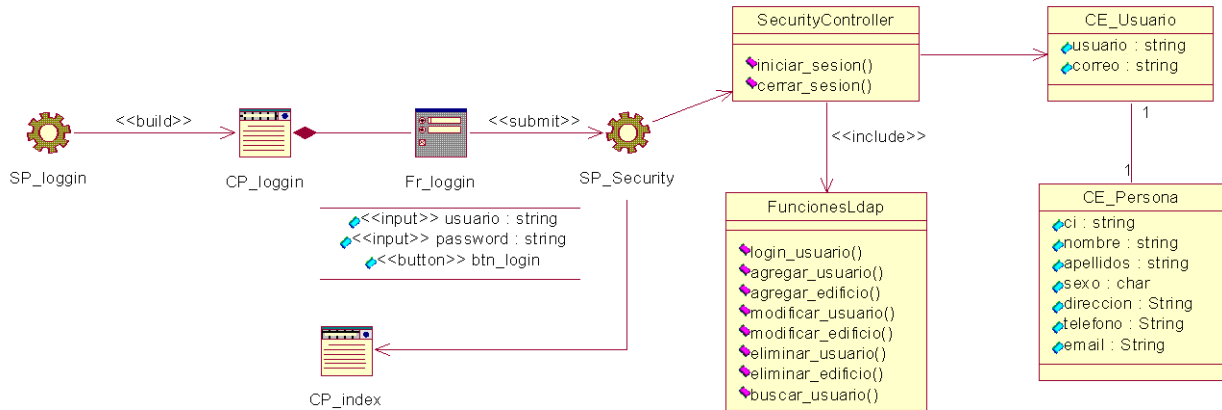 SP_loggin
<<build>>
CP_loggin
Fr_loggin
<<submit>>
SP_Security
<<input>> usuario : string
<<input>> password : string
<<button>> btn_login
CP_index
SecurityController
iniciar_sesion()
cerrar_sesion()
<<include>>
FuncionesLdap
login_usuario()
agregar_usuario()
agregar_edificio()
modificar_usuario()
modificar_edificio()
eliminar_usuario()
eliminar_edificio()
buscar_usuario()
CE_Usuario
usuario : string
correo : string
1
1
CE_Persona
ci : string
nombre : string
apellidos : string
sexo : char
direccion : String
telefono : String
email : String